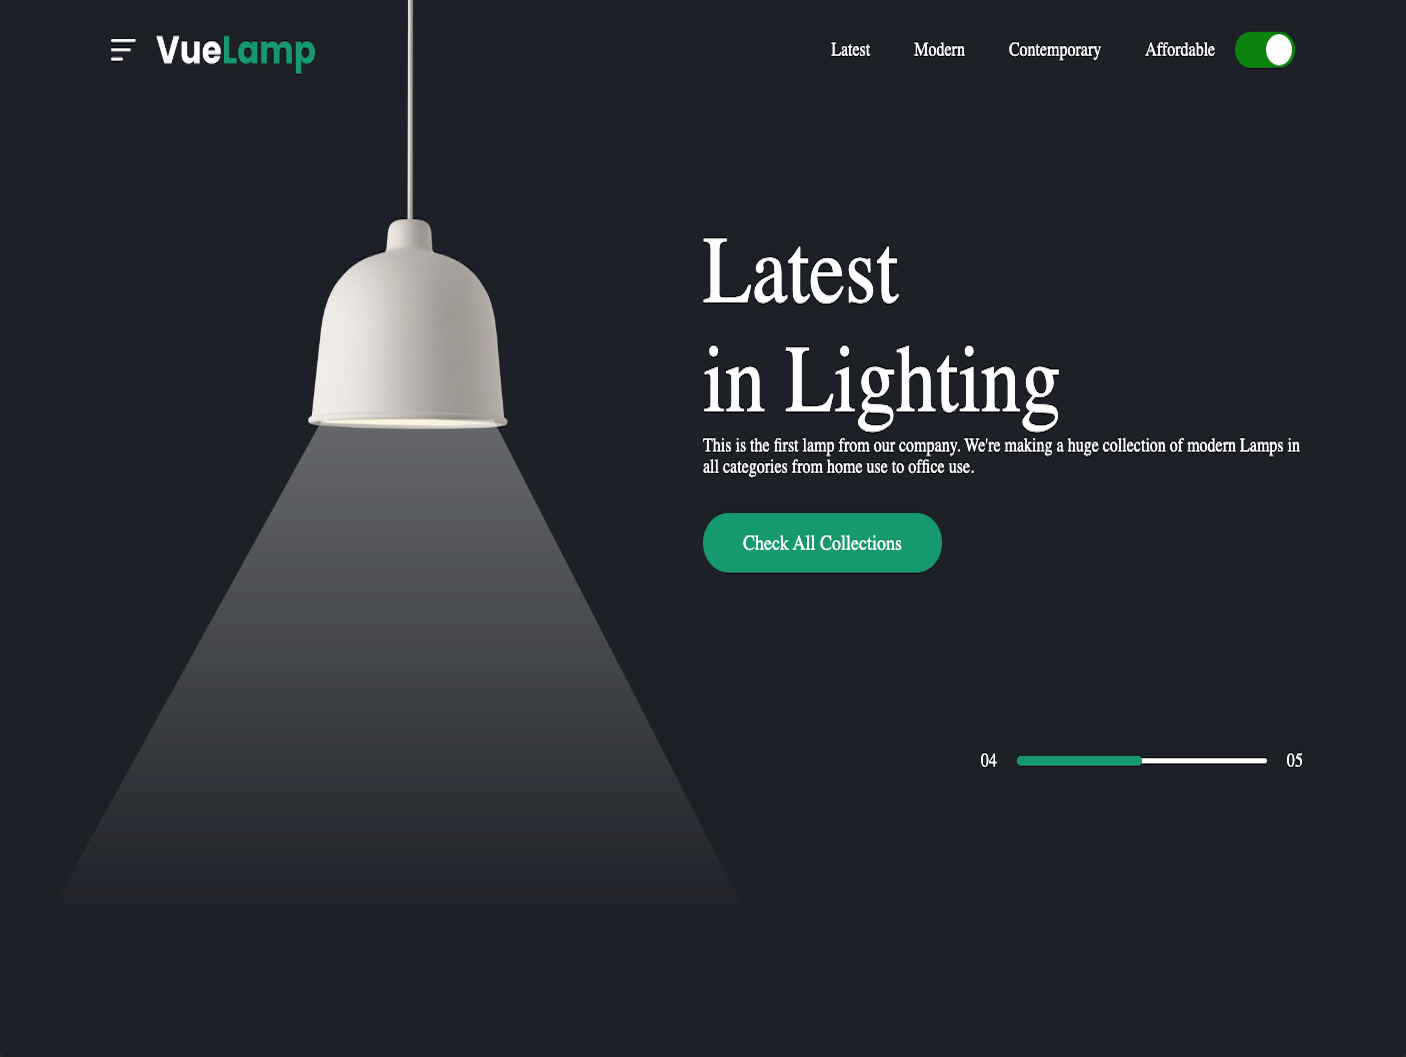 VueLamp
Latest
Modern
Contemporary
Affordable
Latest
in Lighting
This is the first lamp from our company. We're making a huge collection of modern Lamps in
all categories from home use to office use.
Check All Collections
04
05